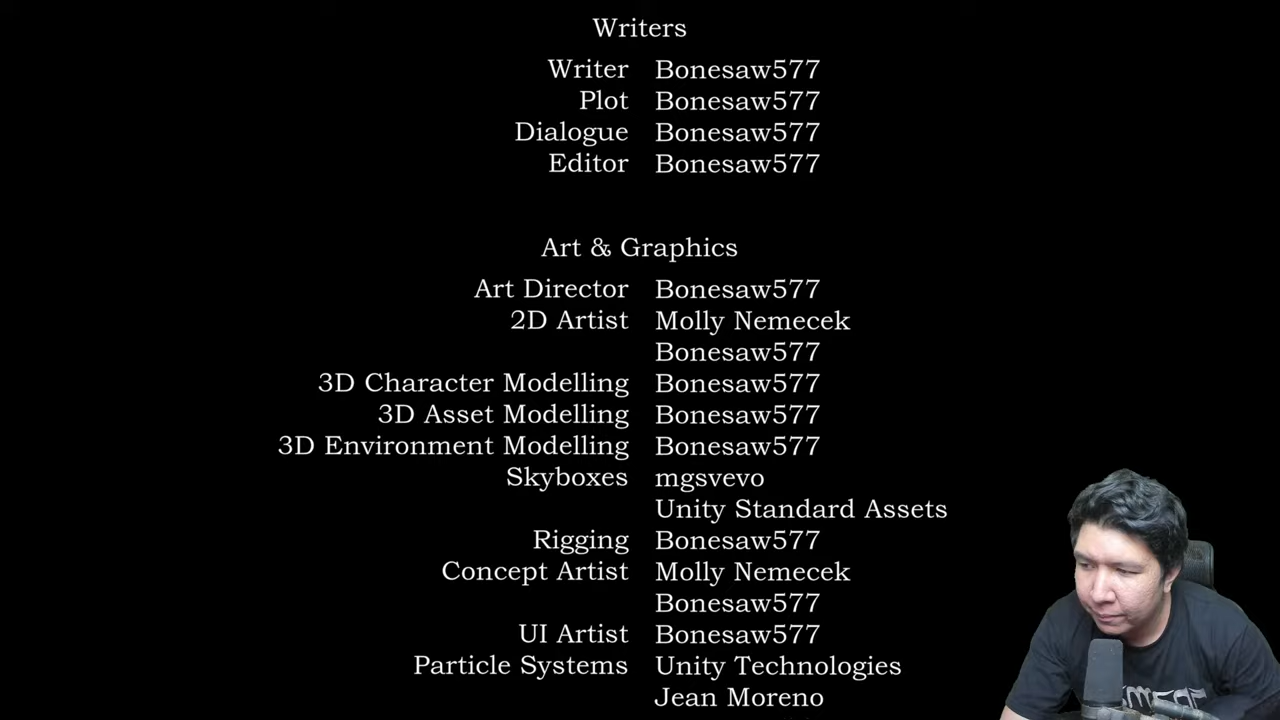 Writers
Writer Bonesaw577
Plot Bonesaw577
Dialogue Bonesaw577
Editor Bonesaw577
Art & Graphics
Art Director Bonesaw577
2D Artist Molly Nemecek
Bonesaw577
3D Character Modelling Bonesaw577
3D Asset Modelling Bonesaw577
3D Environment Modelling Bonesaw577
Skyboxes mgsvevo
Unity Standard Assets
Rigging Bonesaw577
Concept Artist Molly Nemecek
Bonesaw577
UI Artist Bonesaw577
Particle Systems Unity Technologies
Jean Moreno